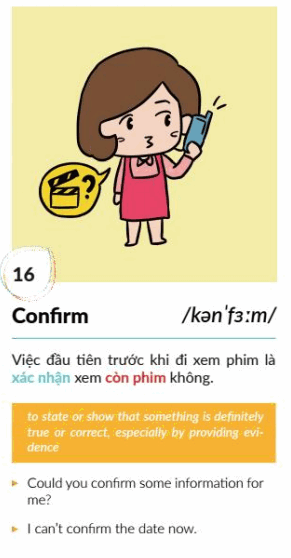 ?
16
Confirm /kənˈfɜːm/
Việc đầu tiên trước khi đi xem phim là
xác nhận xem còn phim không.
to state or show that something is definitely
true or correct, especially by providing evi-
dence
Could you confirm some information for
me?
I can't confirm the date now.